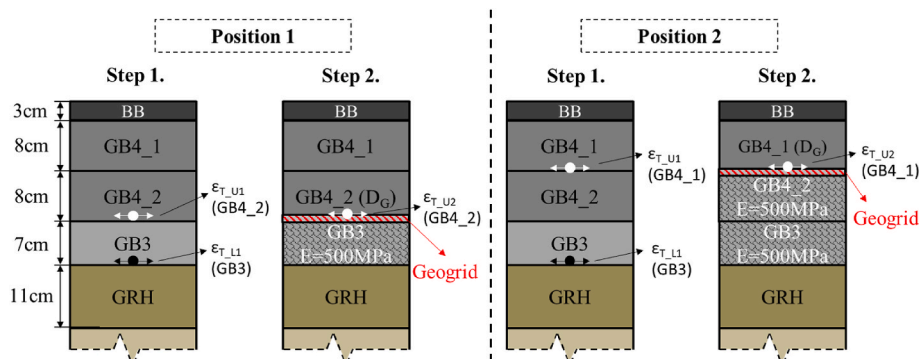 Position 1
Position 2
Step 1.
Step 2.
Step 1.
Step 2.
3cm
BB
BB
BB
BB
8cm
GB4_1
GB4_1
GB4_1
GB4_1 (D_G)
ε_T_U1
(GB4_1)
ε_T_U2
(GB4_1)
8cm
GB4_2
ε_T_U1
(GB4_2)
GB4_2 (D_G)
ε_T_U2
(GB4_2)
GB4_2
GB4_2
E=500MPa
Geogrid
7cm
GB3
ε_T_L1
(GB3)
GB3
E=500MPa
Geogrid
GB3
ε_T_L1
(GB3)
GB3
E=500MPa
11cm
GRH
GRH
GRH
GRH